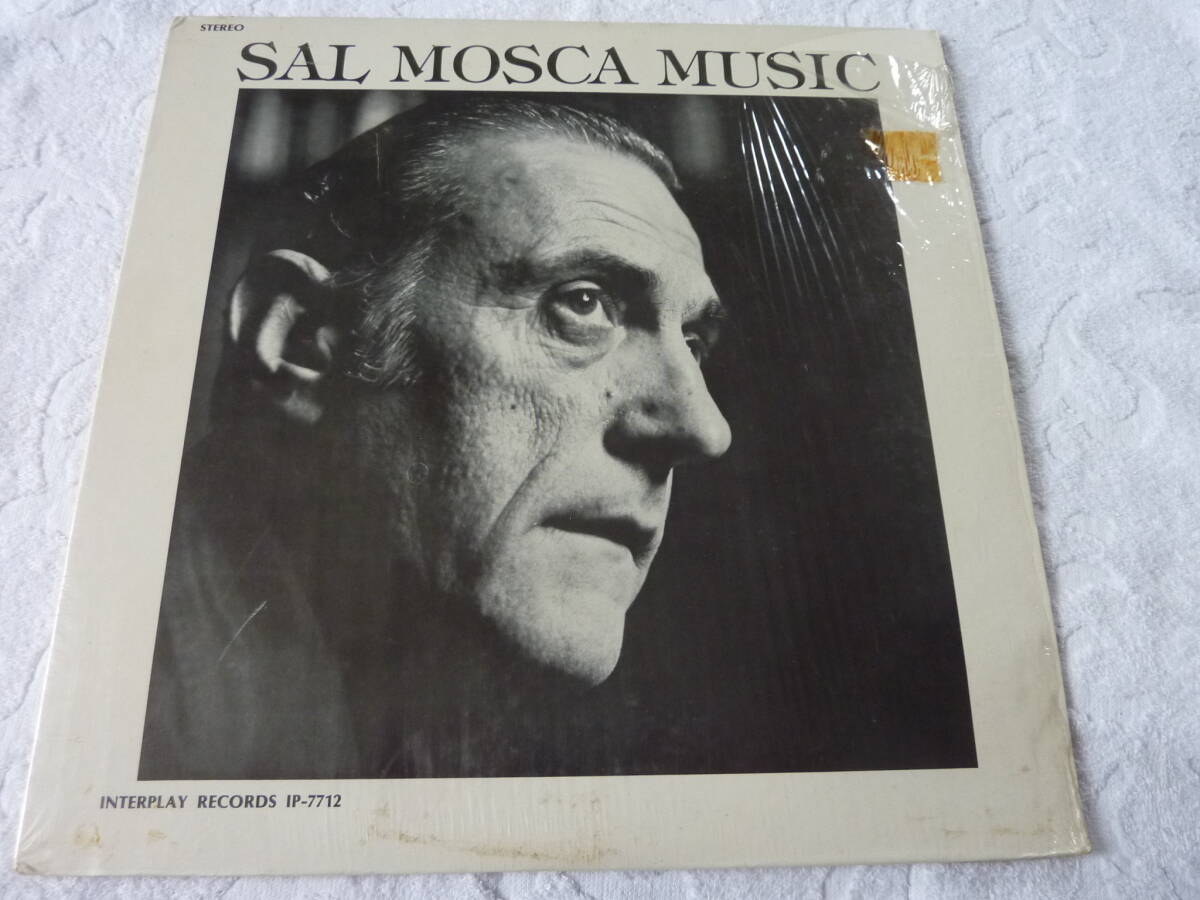 STEREO
SAL MOSCA MUSIC
INTERPLAY RECORDS IP-7712